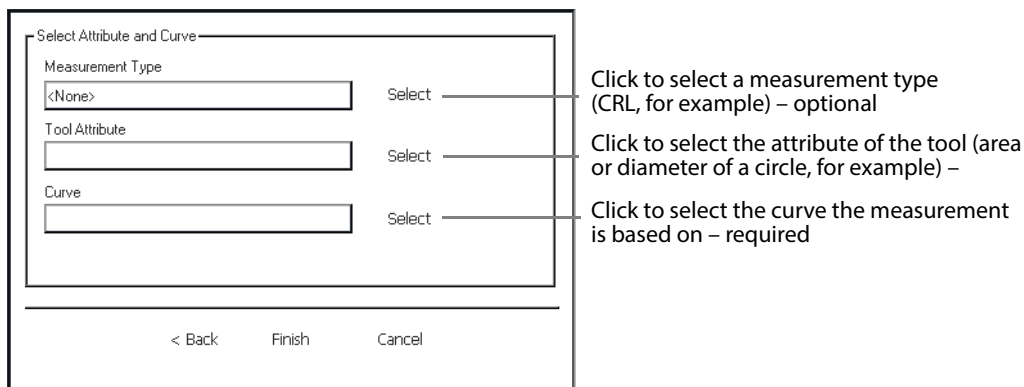 Select Attribute and Curve
Measurement Type
<None>
Select
Click to select a measurement type
(CRL, for example) – optional
Tool Attribute
Select
Click to select the attribute of the tool (area
or diameter of a circle, for example) –
Curve
Select
Click to select the curve the measurement
is based on – required
< Back Finish Cancel